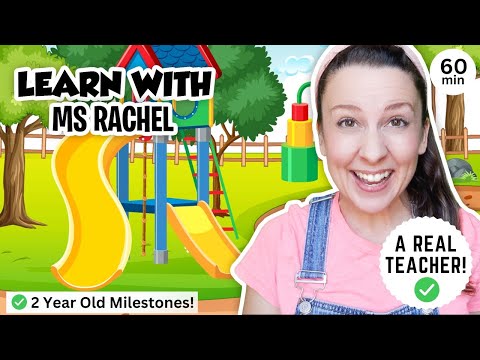 LEARN WITH
MS RACHEL
60
min
A REAL
TEACHER!
2 Year Old Milestones!